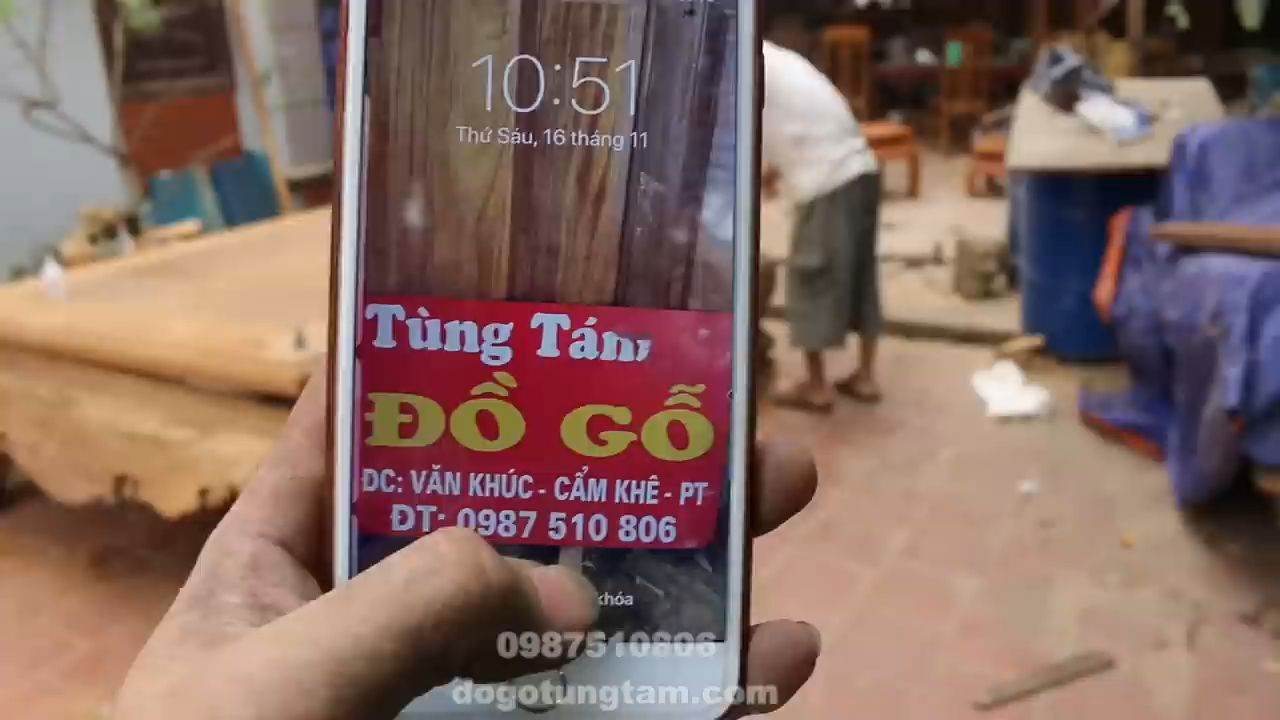 10:51
Thứ Sáu, 16 tháng 11
Tùng Tám
ĐỒ GỖ
ĐC: VĂN KHÚC - CẨM KHÊ - PT
ĐT: 0987 510 806
khóa
0987510806
dogotungtam.com